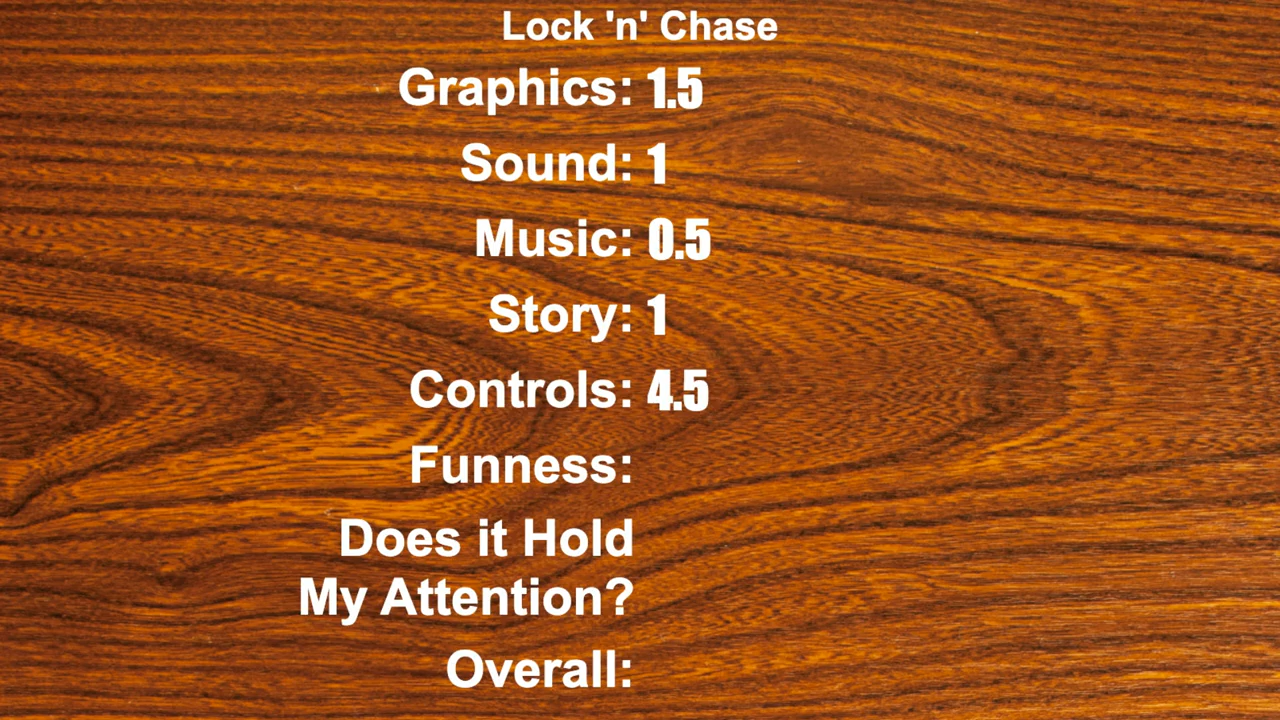 Lock 'n' Chase
Graphics: 1.5
Sound: 1
Music: 0.5
Story: 1
Controls: 4.5
Funness:
Does it Hold
My Attention?
Overall: